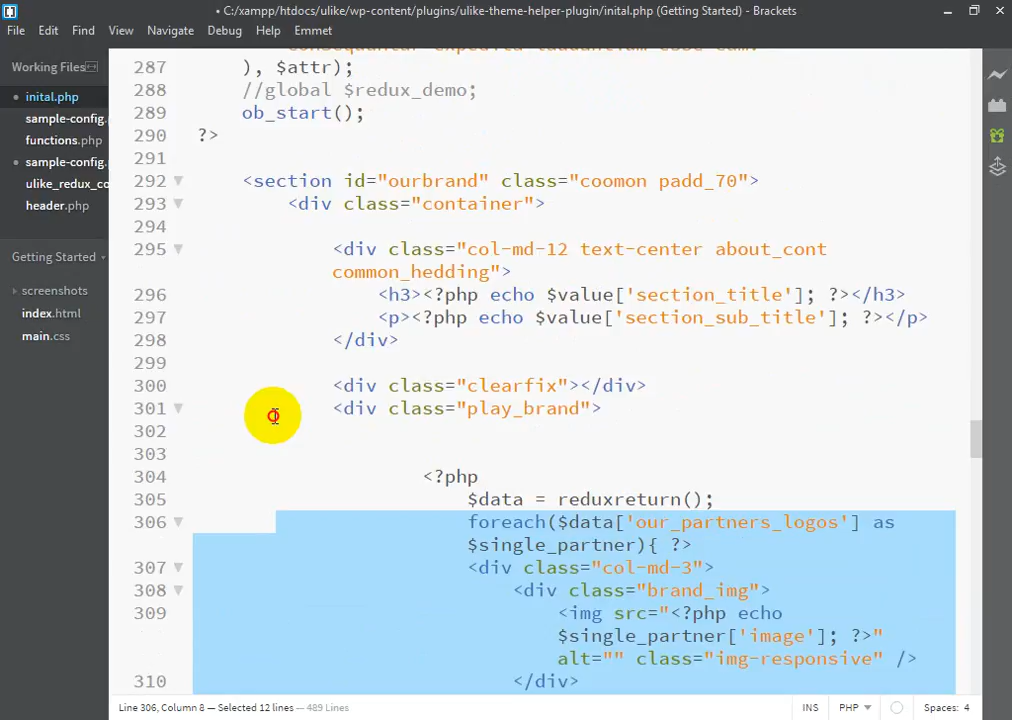 • C:/xampp/htdocs/ulike/wp-content/plugins/ulike-theme-helper-plugin/inital.php (Getting Started) - Brackets
File Edit Find View Navigate Debug Help Emmet
Working Files
inital.php
sample-config.
functions.php
sample-config.
ulike_redux_co
header.php
Getting Started
screenshots
index.html
main.css
287 ), $attr);
288 //global $redux_demo;
289 ob_start();
290 ?>
291
292 <section id="ourbrand" class="coomon padd_70">
293 <div class="container">
294
295 <div class="col-md-12 text-center about_cont
common_hedding">
296 <h3><?php echo $value['section_title']; ?></h3>
297 <p><?php echo $value['section_sub_title']; ?></p>
298 </div>
299
300 <div class="clearfix"></div>
301 <div class="play_brand">
302
303
304 <?php
305 $data = reduxreturn();
306 foreach($data['our_partners_logos'] as
$single_partner){ ?>
307 <div class="col-md-3">
308 <div class="brand_img">
309 <img src="<?php echo
$single_partner['image']; ?>"
alt="" class="img-responsive" />
310 </div>
Line 306, Column 8 — Selected 12 lines — 489 Lines
INS PHP Spaces: 4